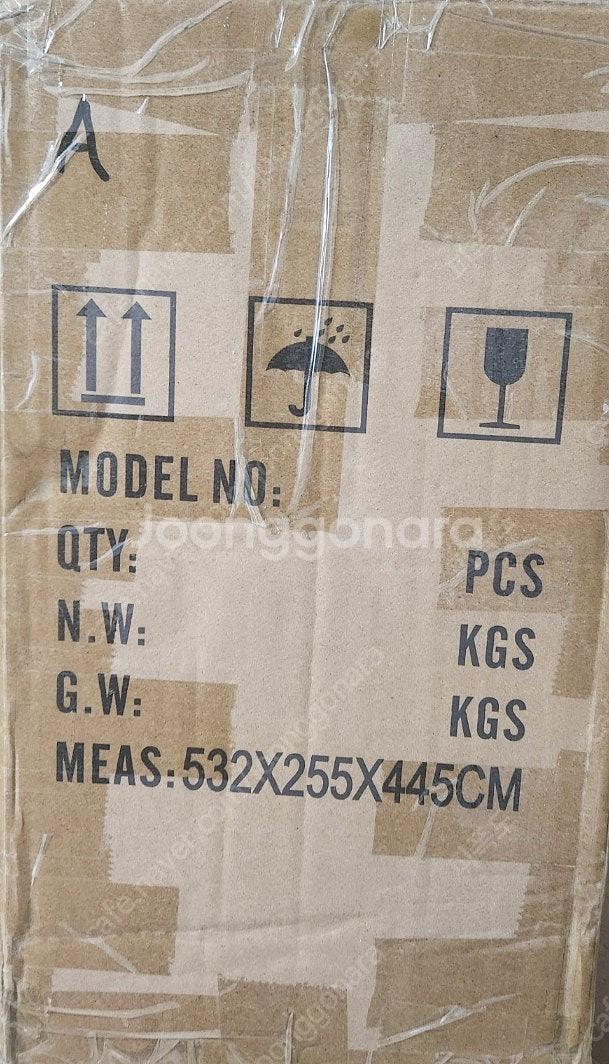 A
MODEL NO:
Joonggonara
QTY: PCS
N.W: KGS
G.W: KGS
MEAS:532X255X445CM